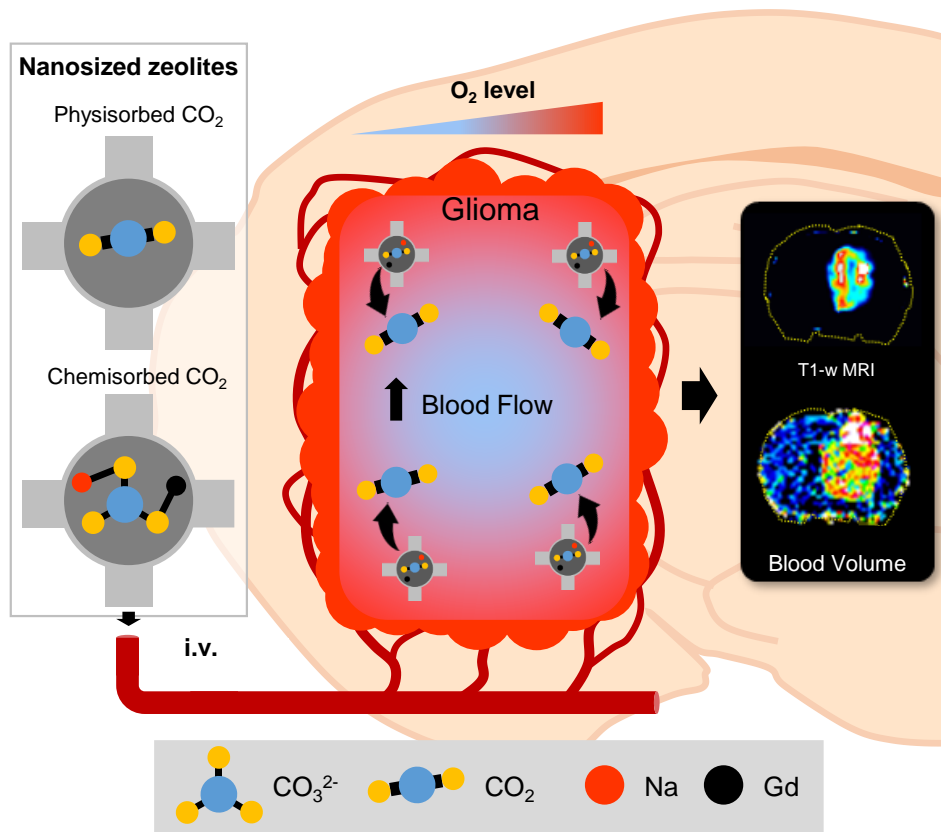 Nanosized zeolites
Physisorbed CO₂
Chemisorbed CO₂
i.v.
O₂ level
Glioma
Blood Flow
T1-w MRI
Blood Volume
CO₃²⁻
CO₂
Na
Gd